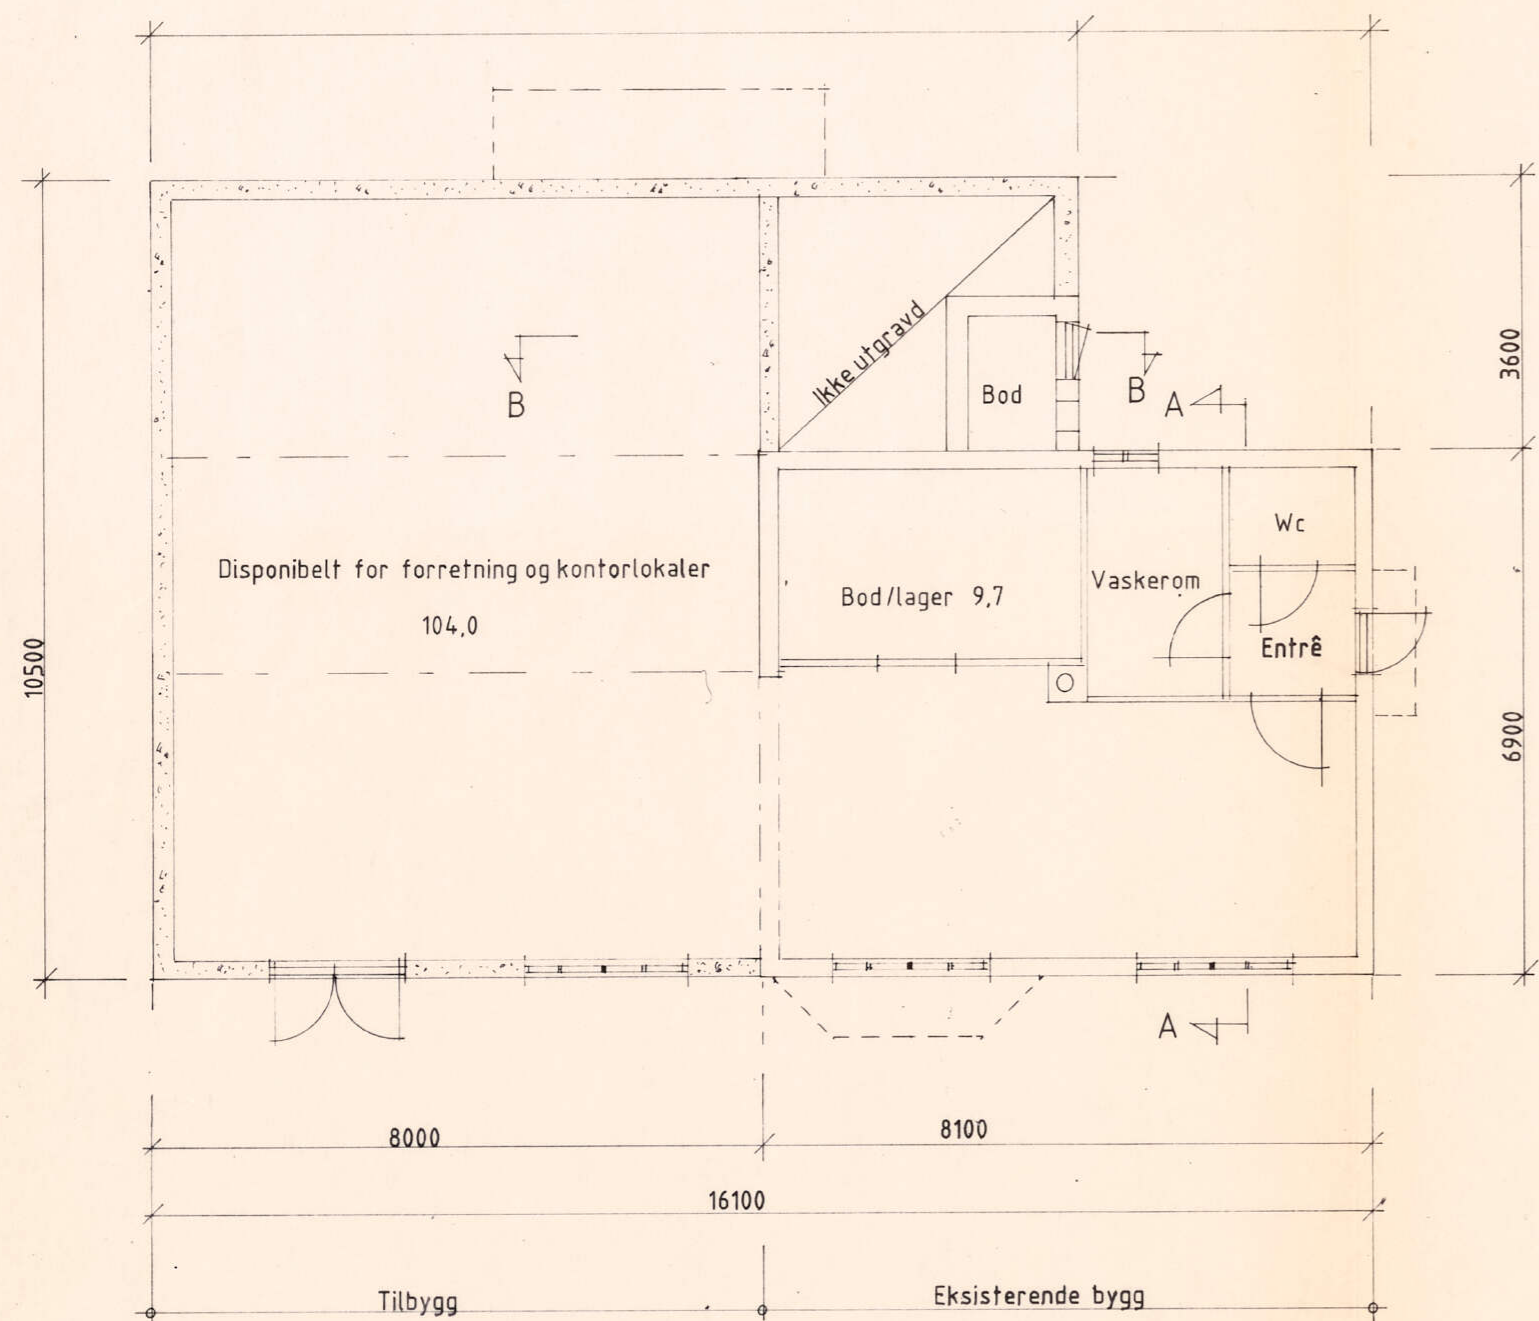 Ikke utgravd
Bod
B
B
A
3600
Disponibelt for forretning og kontorlokaler
104,0
Bod/lager 9,7
Vaskerom
Wc
Entrê
10500
6900
A
8000
8100
16100
Tilbygg
Eksisterende bygg